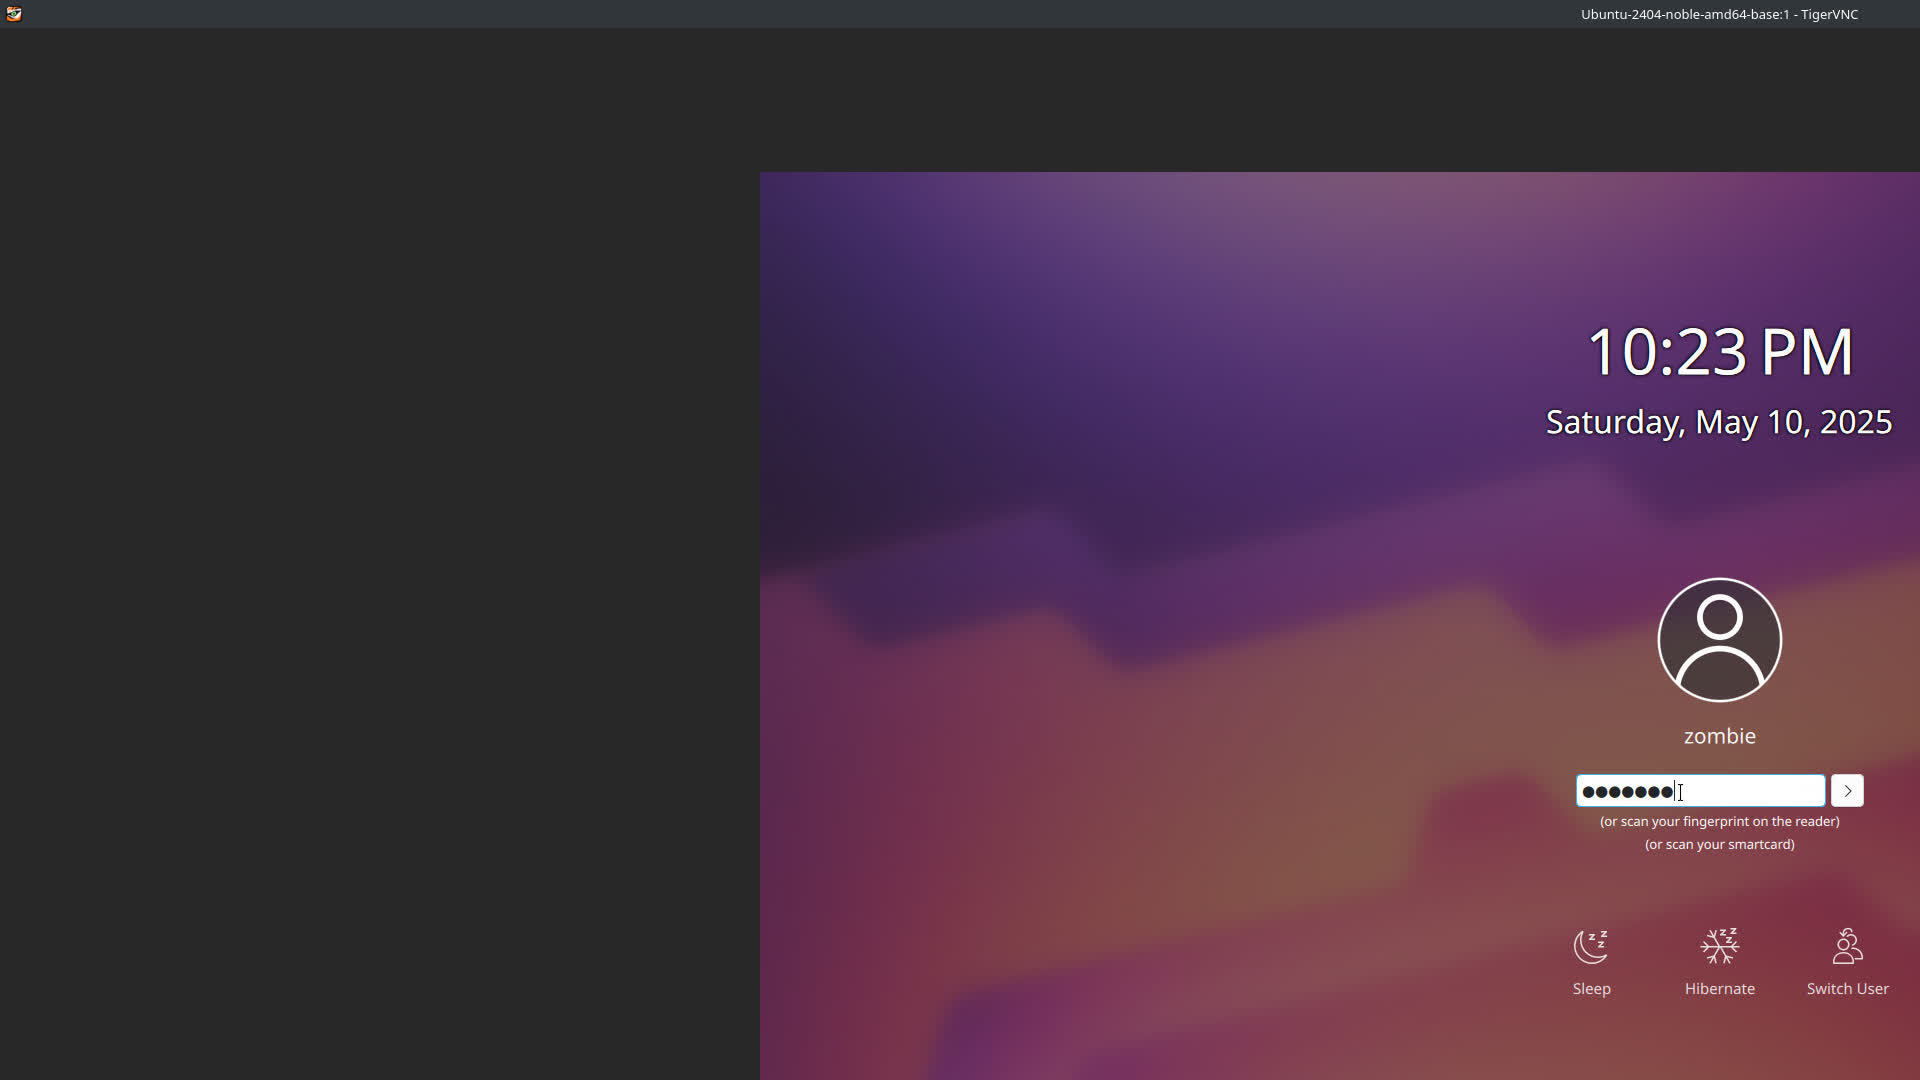 Ubuntu-2404-noble-amd64-base:1 - TigerVNC
10:23 PM
Saturday, May 10, 2025
zombie
(or scan your fingerprint on the reader)
(or scan your smartcard)
Sleep
Hibernate
Switch User